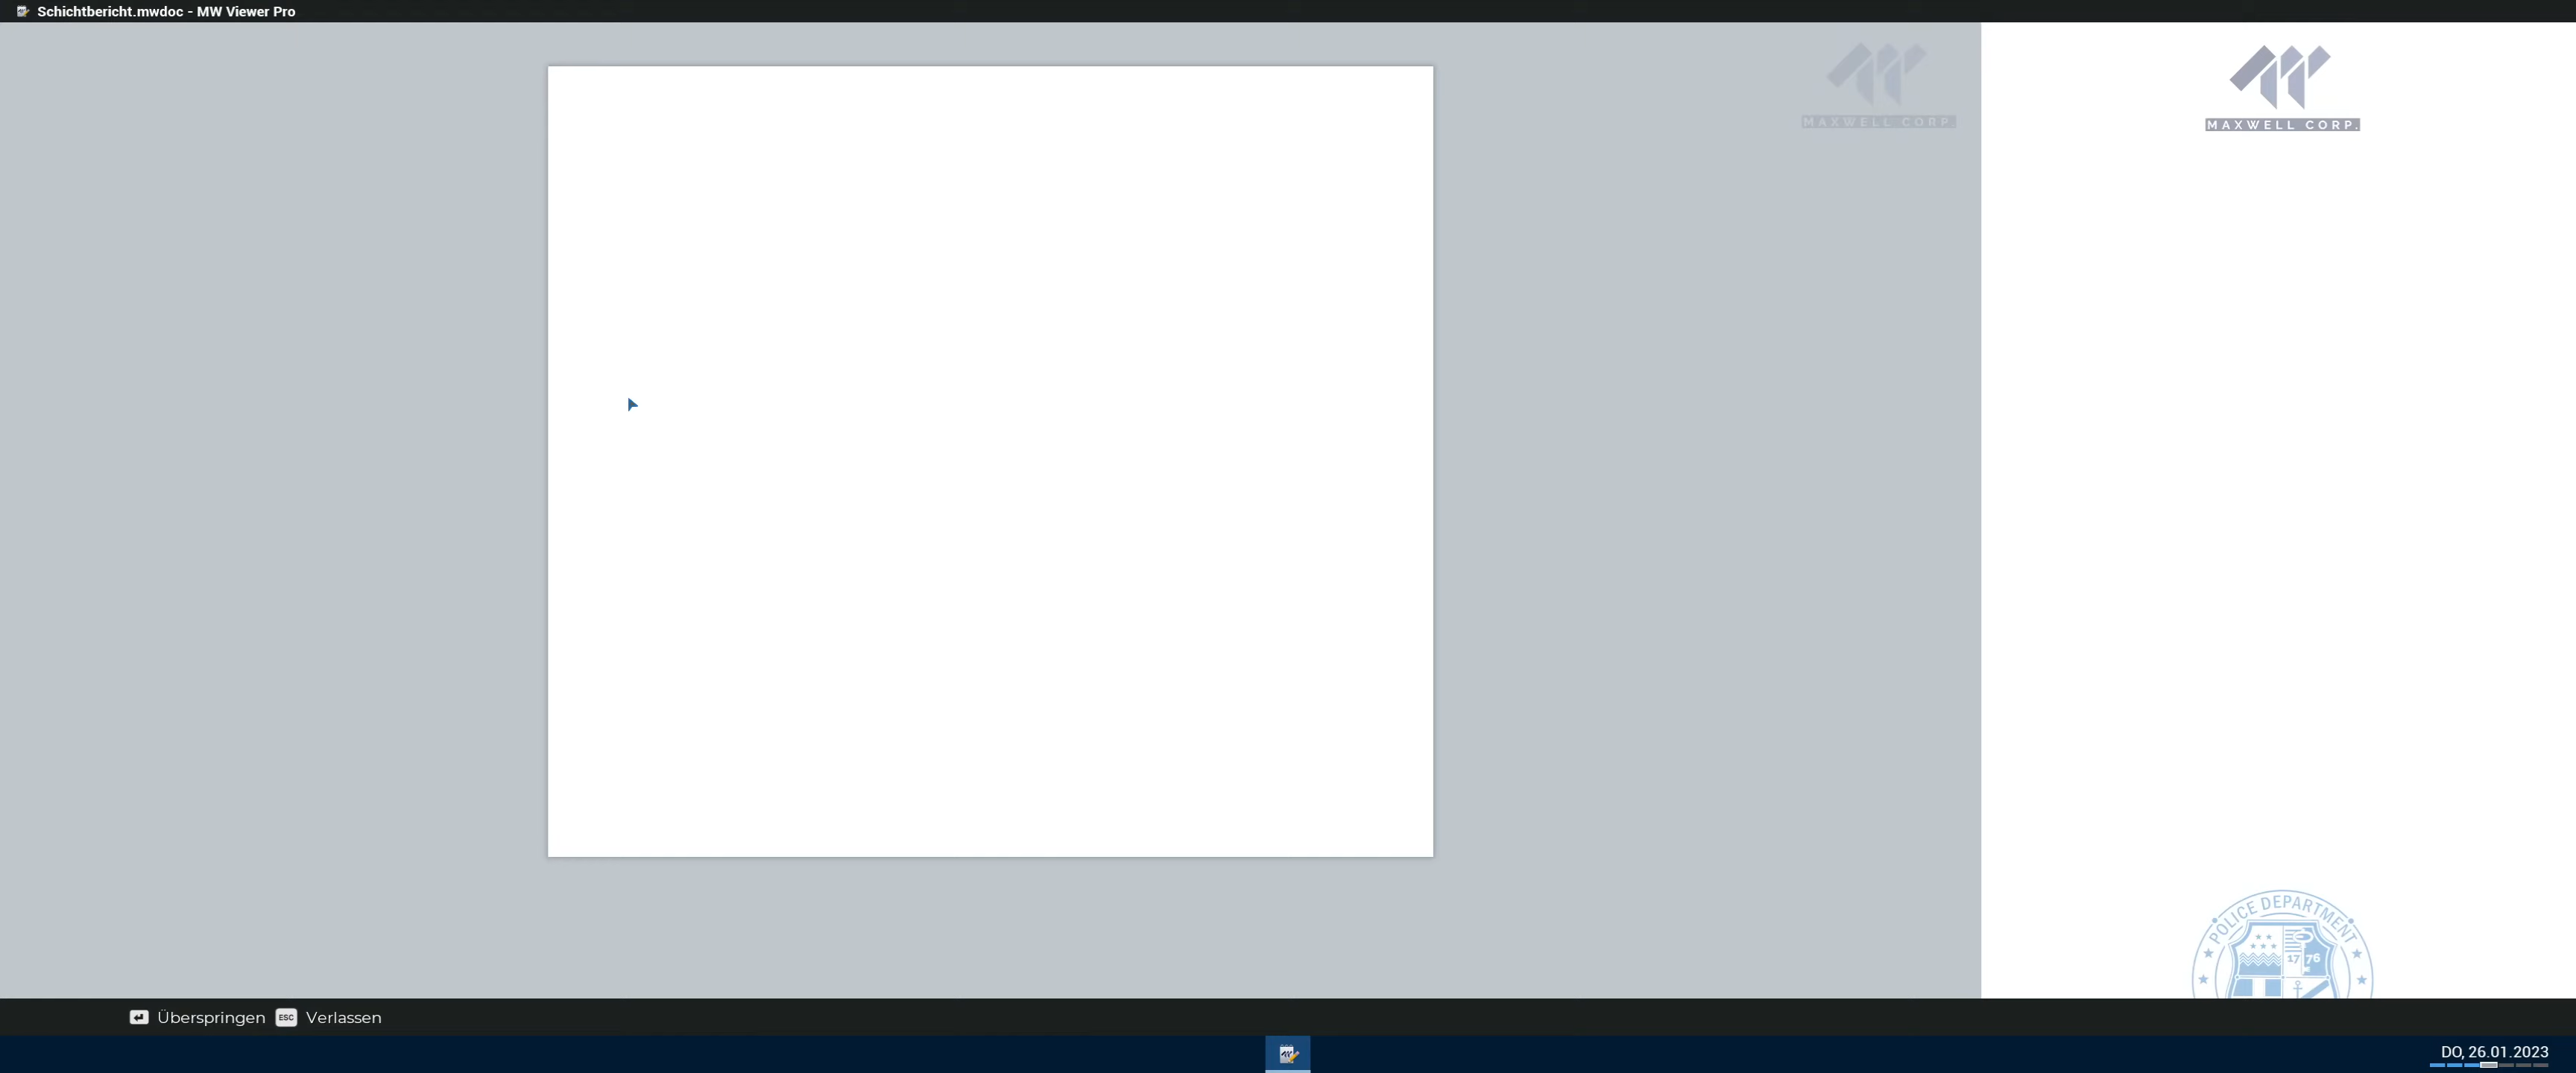 Schichtbericht.mwdoc - MW Viewer Pro
MAXWELL CORP.
MAXWELL CORP.
POLICE DEPARTMENT
17 76
Überspringen ESC Verlassen
DO, 26.01.2023